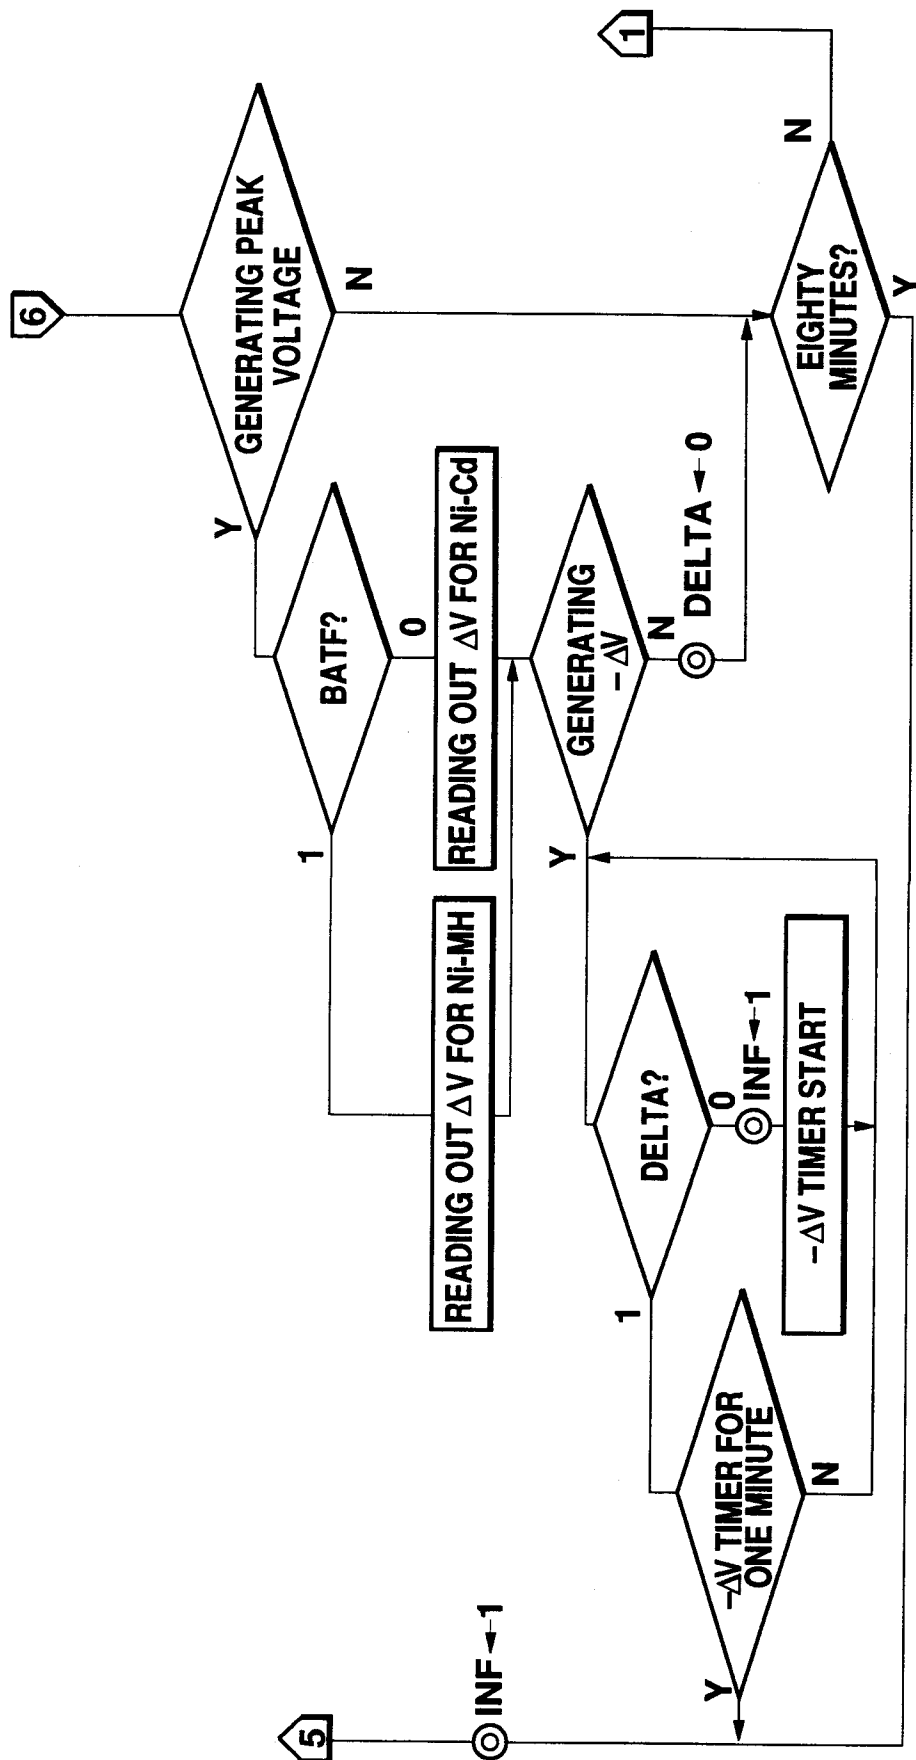 6
GENERATING PEAK
VOLTAGE
Y
N
BATF?
1
0
READING OUT ΔV FOR Ni-MH
READING OUT ΔV FOR Ni-Cd
GENERATING
-ΔV
Y
N
DELTA ← 0
DELTA?
1
0
INF ← 1
-ΔV TIMER START
-ΔV TIMER FOR
ONE MINUTE
Y
N
EIGHTY
MINUTES?
N
Y
1
5
INF ← 1